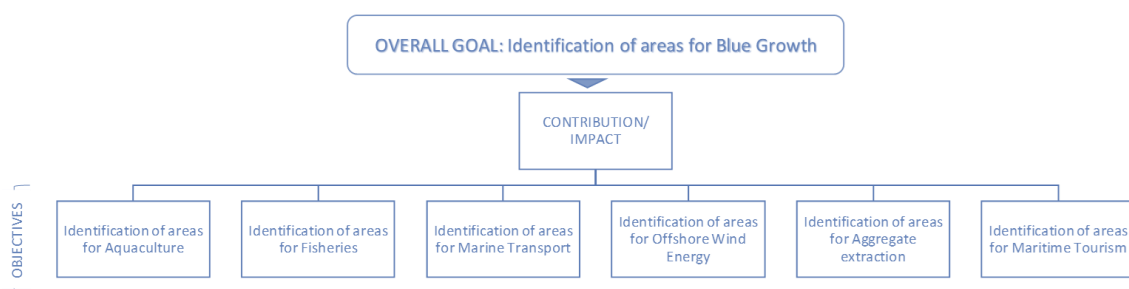 OVERALL GOAL: Identification of areas for Blue Growth
CONTRIBUTION/
IMPACT
OBJECTIVES
Identification of areas
for Aquaculture
Identification of areas
for Fisheries
Identification of areas
for Marine Transport
Identification of areas
for Offshore Wind
Energy
Identification of areas
for Aggregate
extraction
Identification of areas
for Maritime Tourism